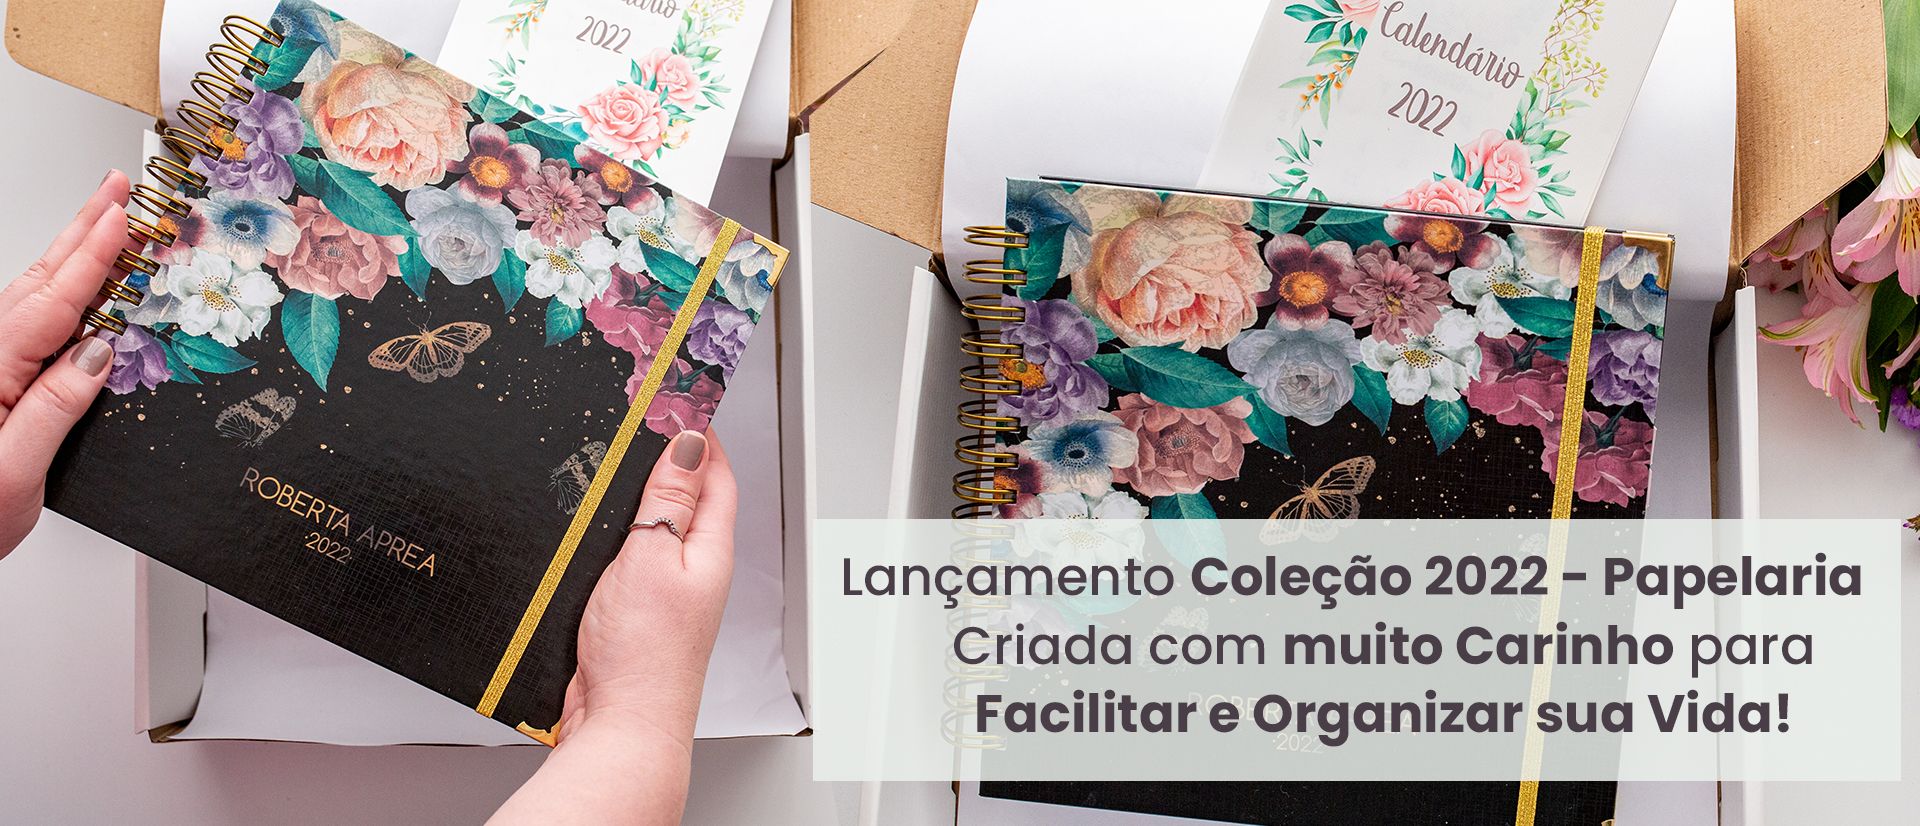 2022
ROBERTA APREA
·2022·
Calendário
2022
Lançamento Coleção 2022 - Papelaria
Criada com muito Carinho para
Facilitar e Organizar sua Vida!
·2022·